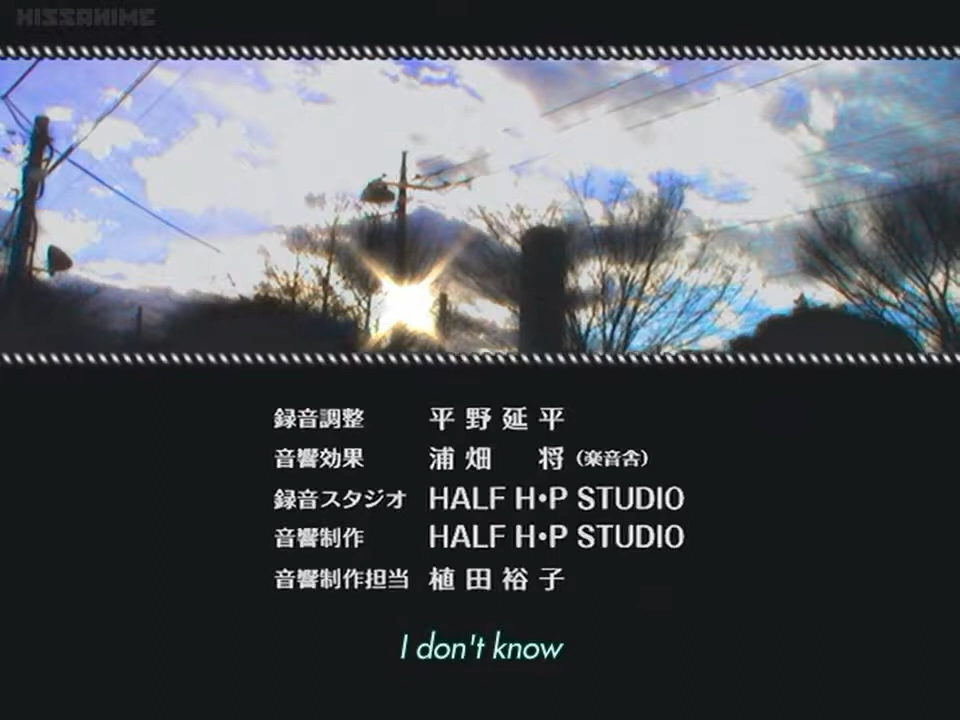 KISSANIME
録音調整 平野延平
音響効果 浦畑 将(楽音舎)
録音スタジオ HALF H・P STUDIO
音響制作 HALF H・P STUDIO
音響制作担当 植田裕子
I don't know